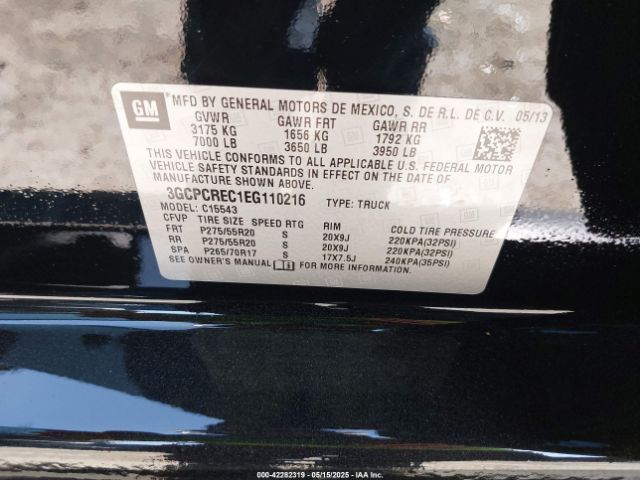 GM MFD BY GENERAL MOTORS DE MEXICO, S. DE R.L. DE C.V. 05/13
GVWR GAWR FRT GAWR RR
3175 KG 1656 KG 1792 KG
7000 LB 3650 LB 3950 LB
THIS VEHICLE CONFORMS TO ALL APPLICABLE U.S. FEDERAL MOTOR
VEHICLE SAFETY STANDARDS IN EFFECT ON THE DATE OF
MANUFACTURE SHOWN ABOVE.
3GCPCREC1EG110216 TYPE: TRUCK
MODEL: C15543
CFVP TIRE SIZE SPEED RTG RIM COLD TIRE PRESSURE
FRT P275/55R20 S 20X9J 220KPA(32PSI)
RR P275/55R20 S 20X9J 220KPA(32PSI)
SPA P265/70R17 S 17X7.5J 240KPA(35PSI)
SEE OWNER'S MANUAL FOR MORE INFORMATION.
000-42282319 - 05/15/2025 - IAA Inc.